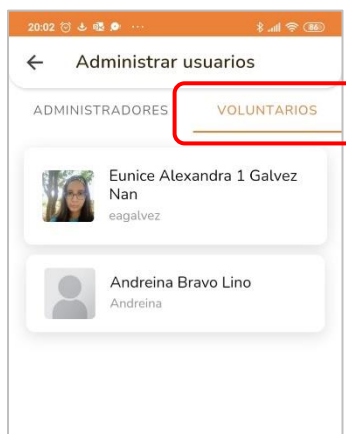 20:02
86
Administrar usuarios
ADMINISTRADORES VOLUNTARIOS
Eunice Alexandra 1 Galvez
Nan
eagalvez
Andreina Bravo Lino
Andreina